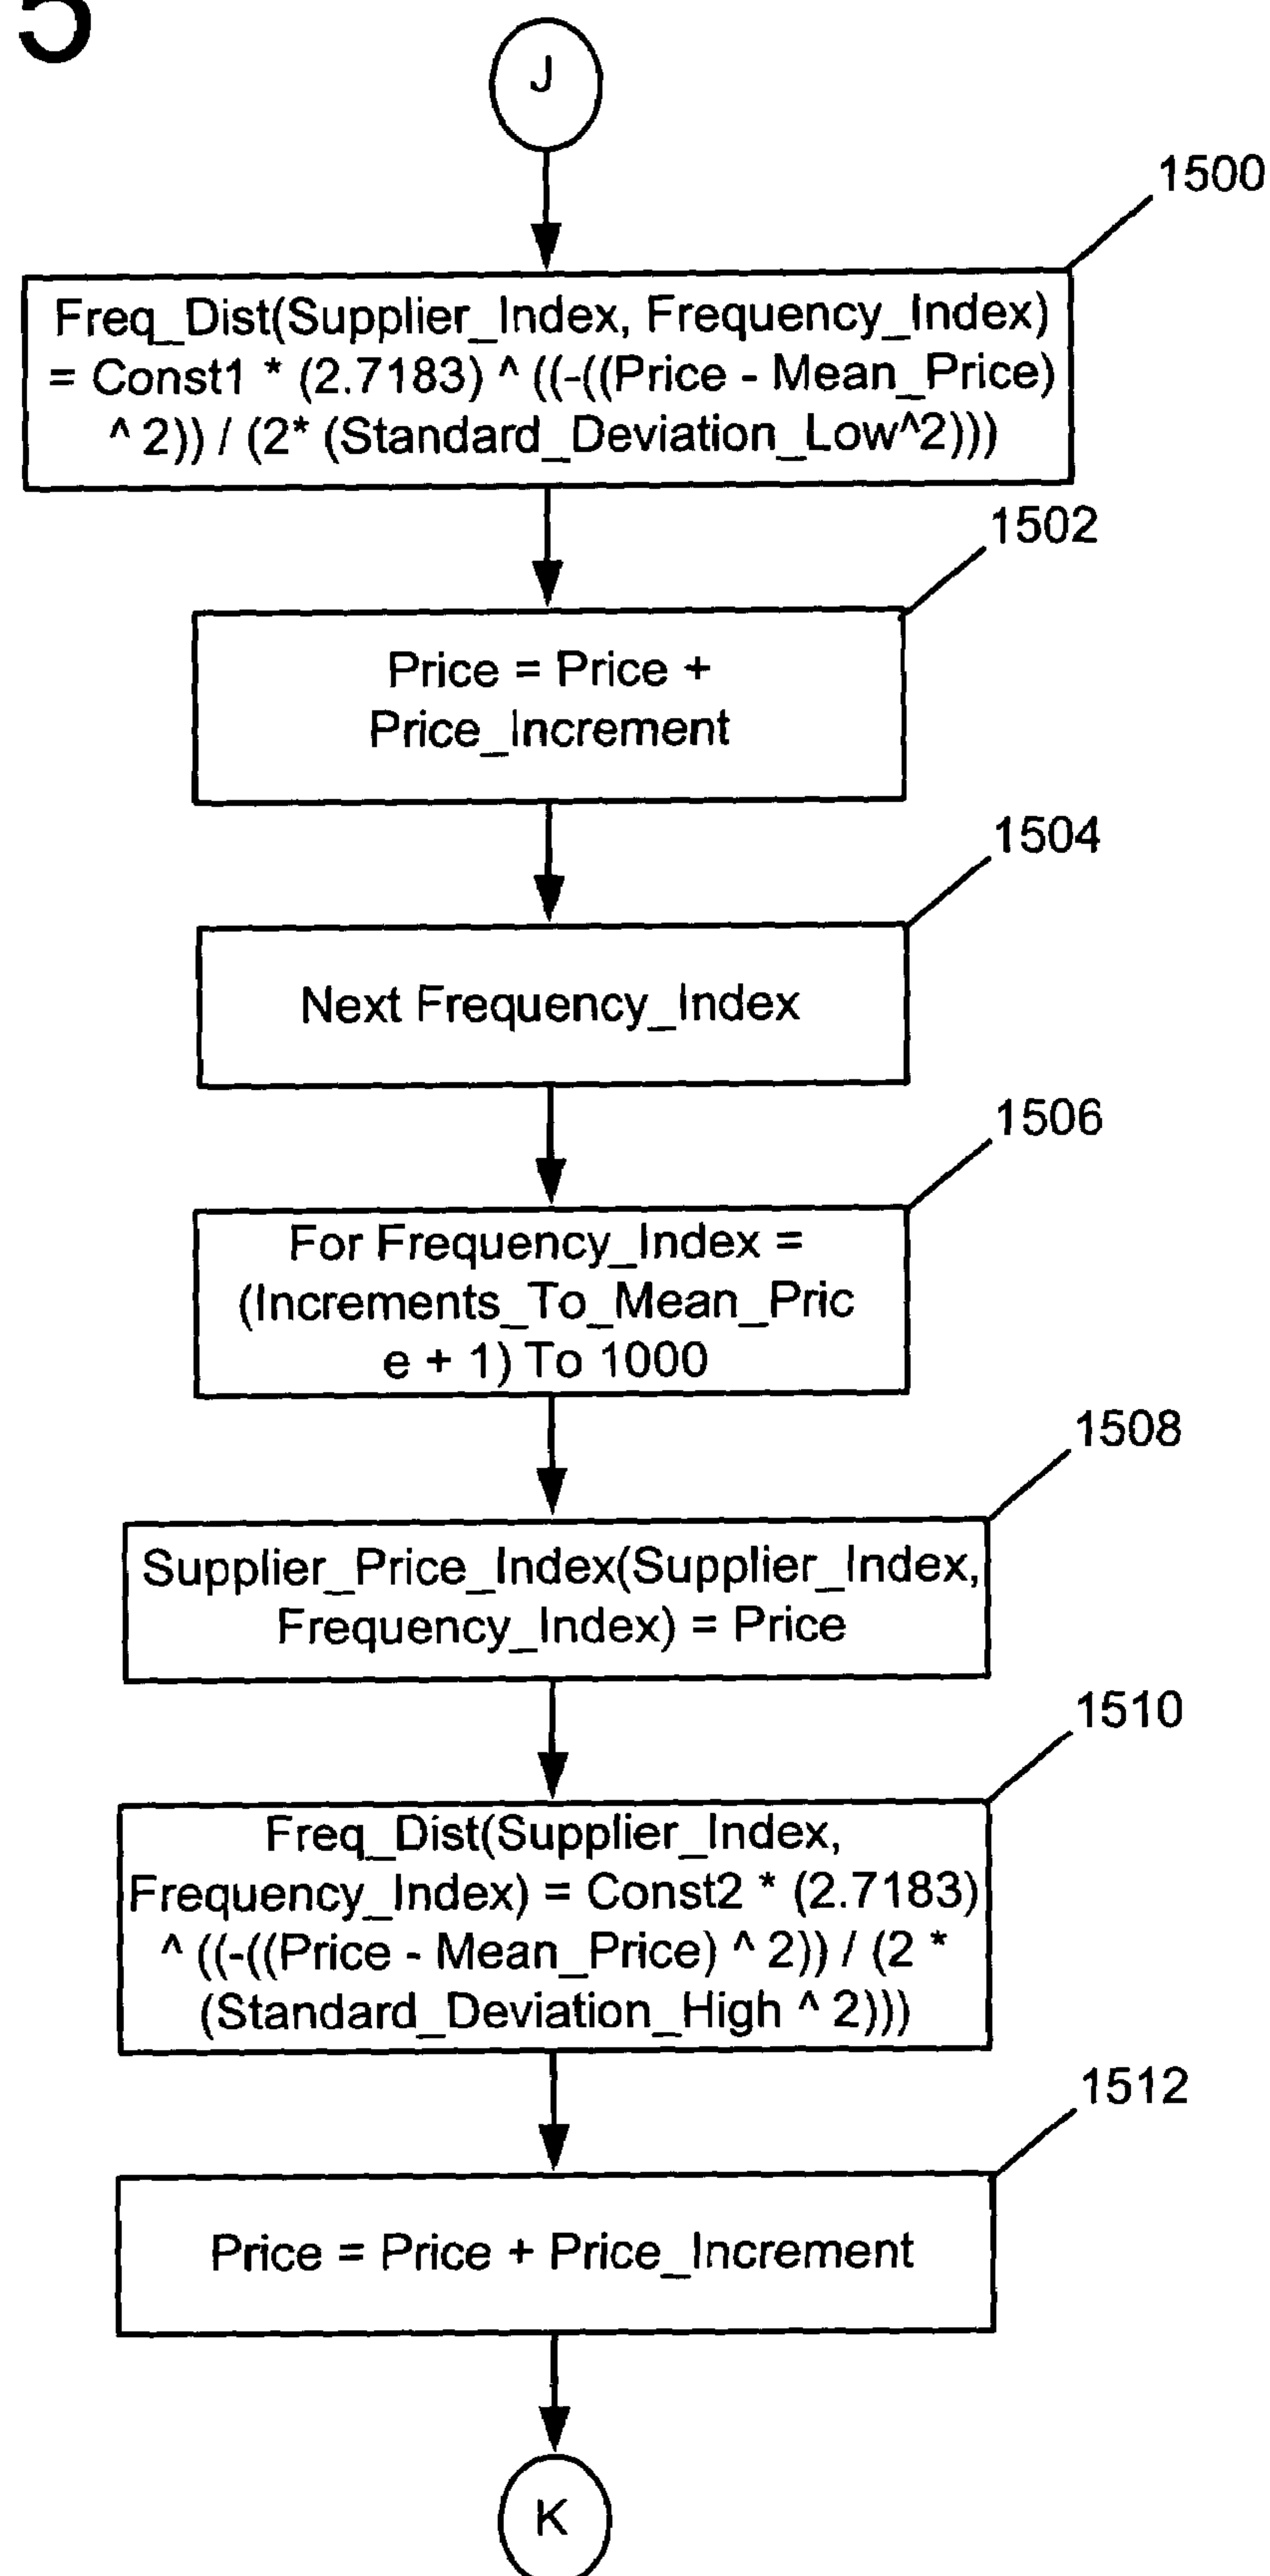 5
J
1500
Freq_Dist(Supplier_Index, Frequency_Index)
= Const1 * (2.7183) ^ ((-((Price - Mean_Price)
^ 2)) / (2* (Standard_Deviation_Low^2)))
1502
Price = Price +
Price_Increment
1504
Next Frequency_Index
1506
For Frequency_Index =
(Increments_To_Mean_Pric
e + 1) To 1000
1508
Supplier_Price_Index(Supplier_Index,
Frequency_Index) = Price
1510
Freq_Dist(Supplier_Index,
Frequency_Index) = Const2 * (2.7183)
^ ((-((Price - Mean_Price) ^ 2)) / (2 *
(Standard_Deviation_High ^ 2)))
1512
Price = Price + Price_Increment
K